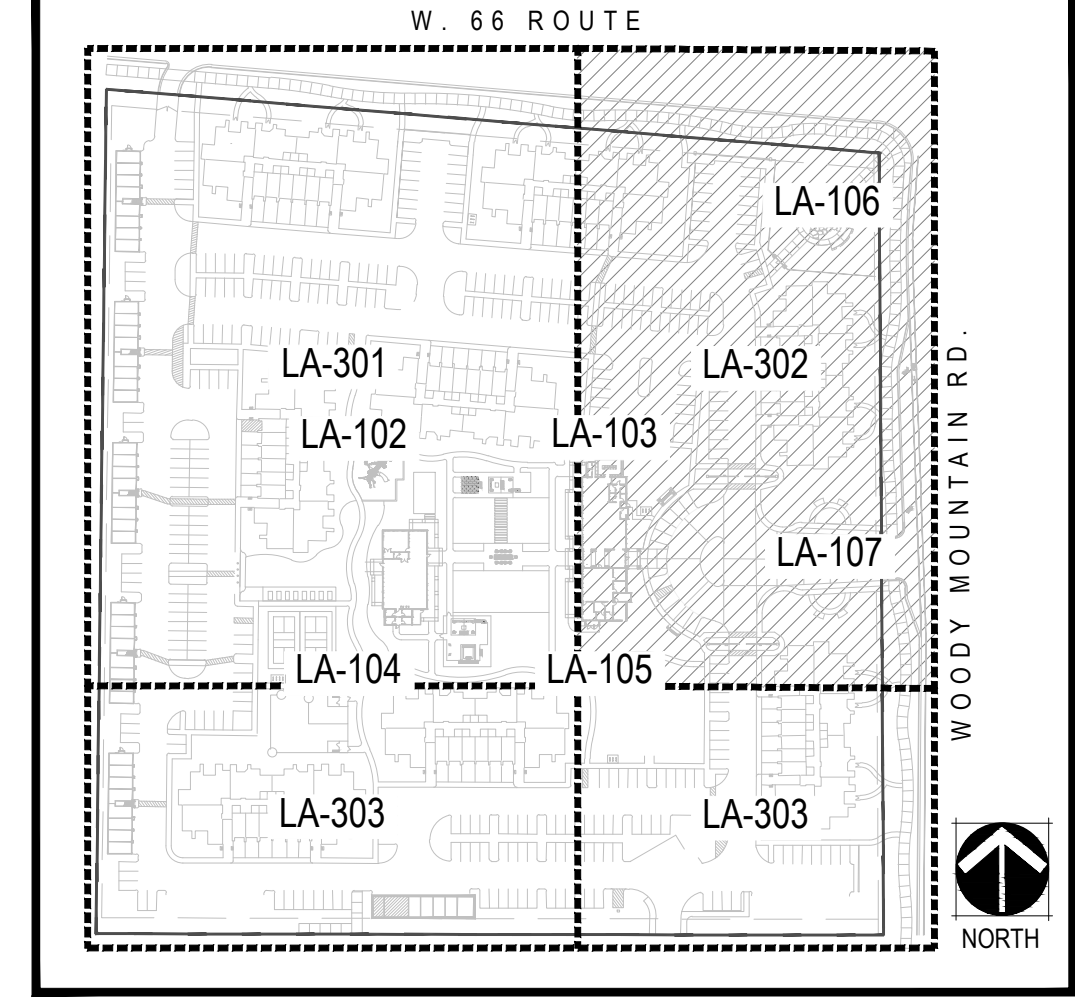 W. 66 ROUTE
LA-106
LA-301
LA-302
LA-102
LA-103
LA-107
LA-104
LA-105
LA-303
LA-303
WOODY MOUNTAIN RD.
NORTH